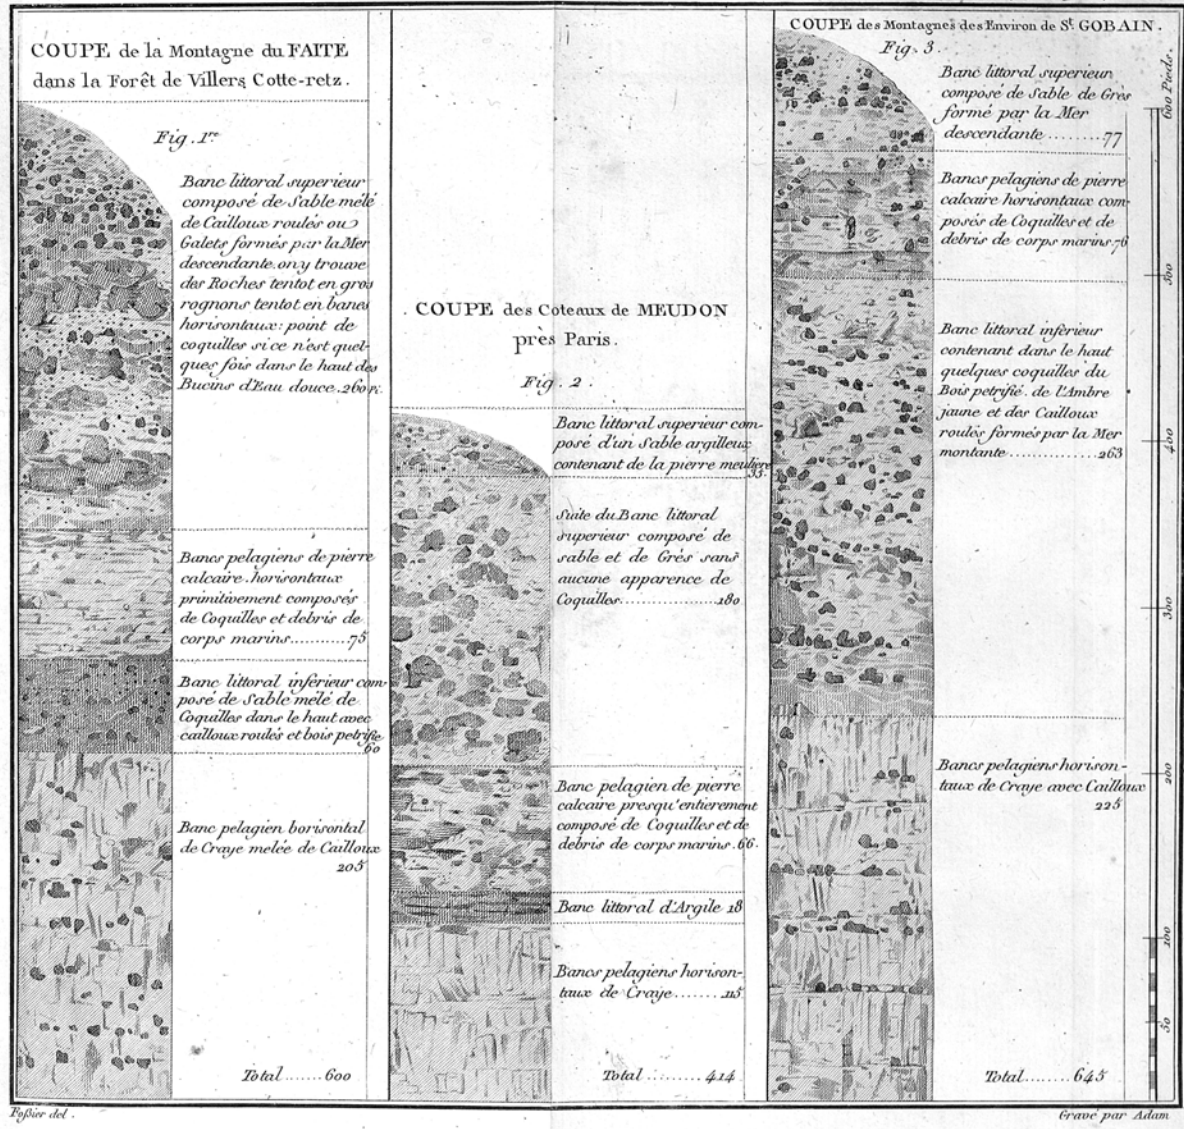 COUPE de la Montagne du FAITE
dans la Forêt de Villers Cotte-retz.
Fig. 1.re
Banc littoral superieur
composé de Sable mêlé
de Cailloux roulés ou
Galets formés par la Mer
descendante. on y trouve
des Roches tentot en gros
rognons tentot en bancs
horisontaux: point de
coquilles si ce n'est quel-
ques fois dans le haut des
Bucins d'Eau douce. 260 Pi.
Bancs pelagiens de pierre
calcaire horisontaux
primitivement composés
de Coquilles et debris de
corps marins...........75
Banc littoral inférieur com-
posé de Sable mêlé de
Coquilles dans le haut avec
cailloux roulés et bois petrifie
60
Banc pelagien horisontal
de Craye melée de Cailloux
205
Total.......600
COUPE des Coteaux de MEUDON
près Paris.
Fig. 2.
Banc littoral superieur com-
posé d'un Sable argilleux
contenant de la pierre meuliere
35.
Suite du Banc littoral
superieur composé de
sable et de Grès sans
aucune apparence de
Coquilles...............180
Banc pelagien de pierre
calcaire presqu'entierement
composé de Coquilles et de
debris de corps marins. 66.
Banc littoral d'Argile 18
Bancs pelagiens horison-
taux de Craye.......115
Total.........414
COUPE des Montagnes des Environ de St. GOBAIN.
Fig. 3.
Banc littoral superieur
composé de Sable de Grès
formé par la Mer
descendante.........77
Bancs pelagiens de pierre
calcaire horisontaux com-
posés de Coquilles et de
debris de corps marins. 76
Banc littoral inférieur
contenant dans le haut
quelques coquilles du
Bois petrifié. de l'Ambre
jaune et des Cailloux
roulés formés par la Mer
montante...............263
Bancs pelagiens horison-
taux de Craye avec Cailloux
225
Total........645
600 Pieds.
500
400
300
200
100
50
Foßier del.
Gravé par Adam